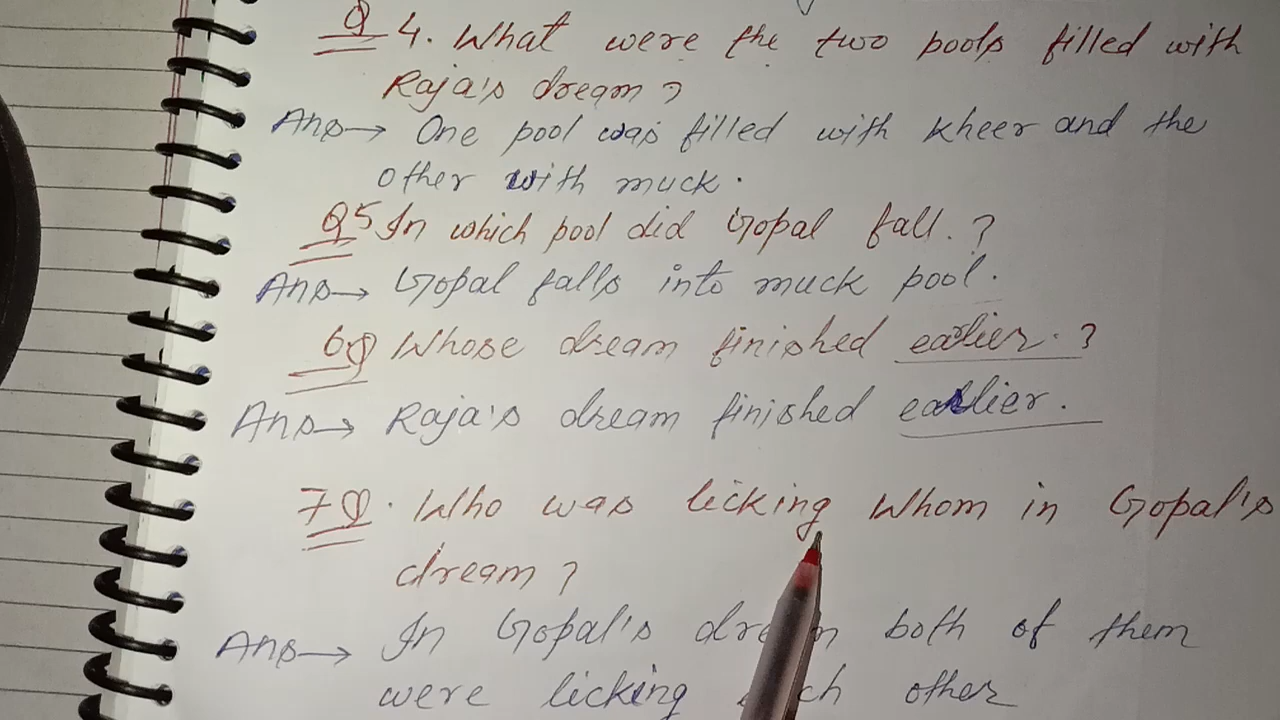 Q 4. What were the two pools filled with
Raja's dream?
Ans→ One pool was filled with kheer and the
other with muck.
Q5 In which pool did Gopal fall.?
Ans→ Gopal falls into muck pool.
6Q Whose dream finished earlier.?
Ans→ Raja's dream finished earlier.
7Q. Who was licking whom in Gopal's
dream?
Ans→ In Gopal's both of them
were licking other